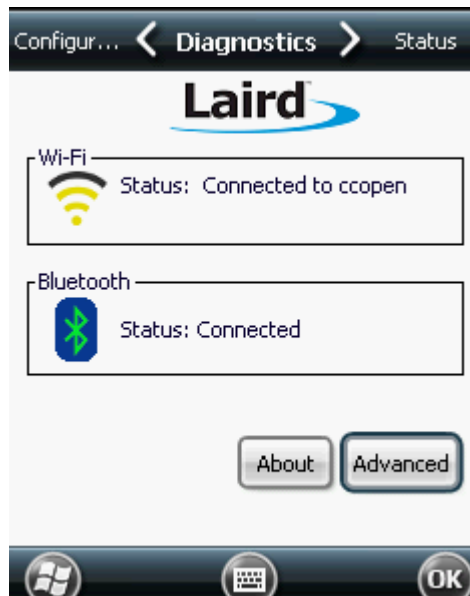 Configur... Diagnostics Status
Laird
Wi-Fi
Status: Connected to ccopen
Bluetooth
Status: Connected
About Advanced
OK